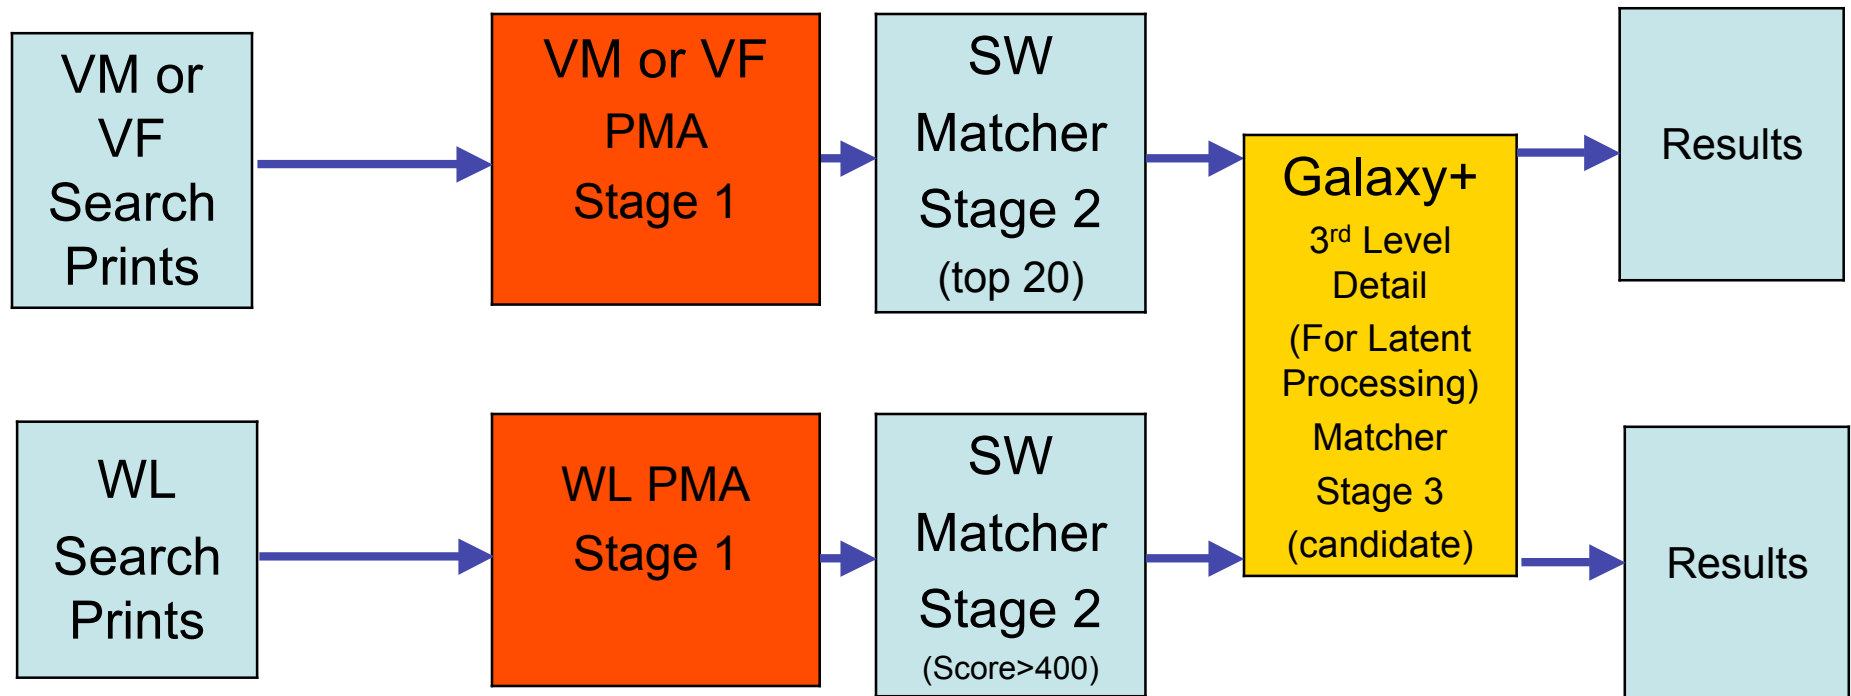 VM or
VF
Search
Prints
VM or VF
PMA
Stage 1
SW
Matcher
Stage 2
(top 20)
Galaxy+
3rd Level
Detail
(For Latent
Processing)
Matcher
Stage 3
(candidate)
Results
WL
Search
Prints
WL PMA
Stage 1
SW
Matcher
Stage 2
(Score>400)
Results